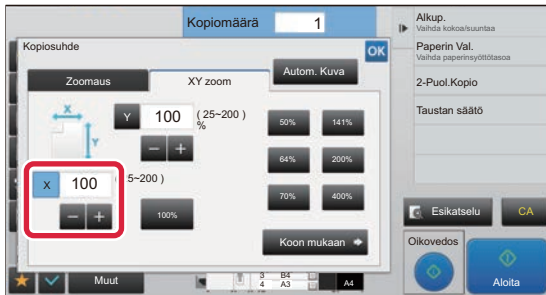 Kopiomäärä 1
Kopiosuhde
OK
Zoomaus
XY zoom
Autom. Kuva
X
Y
Y 100 ( 25~200 )
%
50% 141%
64% 200%
X 100 5~200 )
70% 400%
100%
Koon mukaan
Muut
3 B4
4 A3
A4
Alkup.
Vaihda kokoa/suuntaa
Paperin Val.
Vaihda paperinsyöttötasoa
2-Puol.Kopio
Taustan säätö
Esikatselu
CA
Oikovedos
Aloita